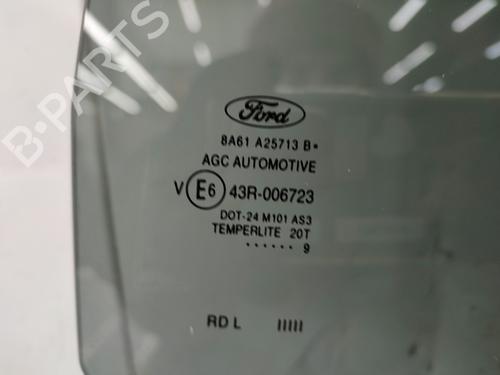 B-PARTS
Ford
8A61 A25713 B•
AGC AUTOMOTIVE
V E6 43R-006723
DOT-24 M101 AS3
TEMPERLITE 20T
...... 9
RD L IIIII